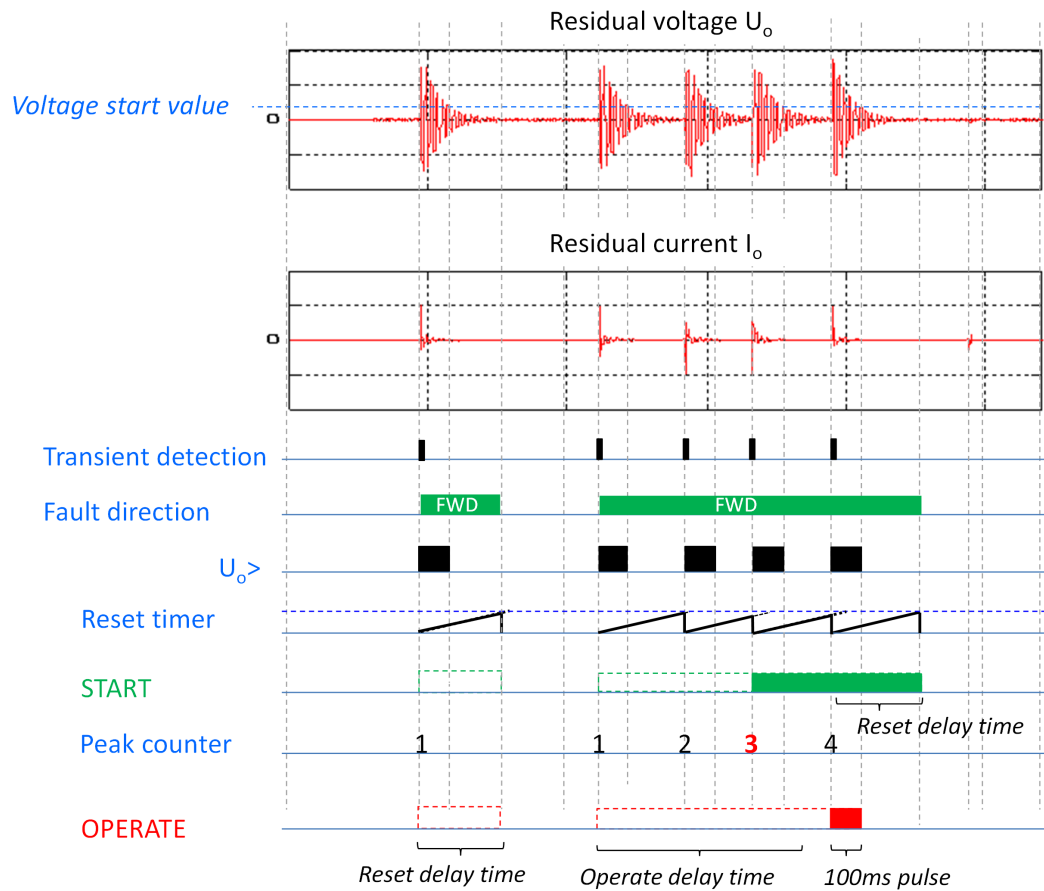 Residual voltage Uₒ
Voltage start value
0
Residual current Iₒ
0
Transient detection
Fault direction
FWD
FWD
Uₒ>
Reset timer
START
Reset delay time
Peak counter
1
1
2
3
4
OPERATE
Reset delay time
Operate delay time
100ms pulse